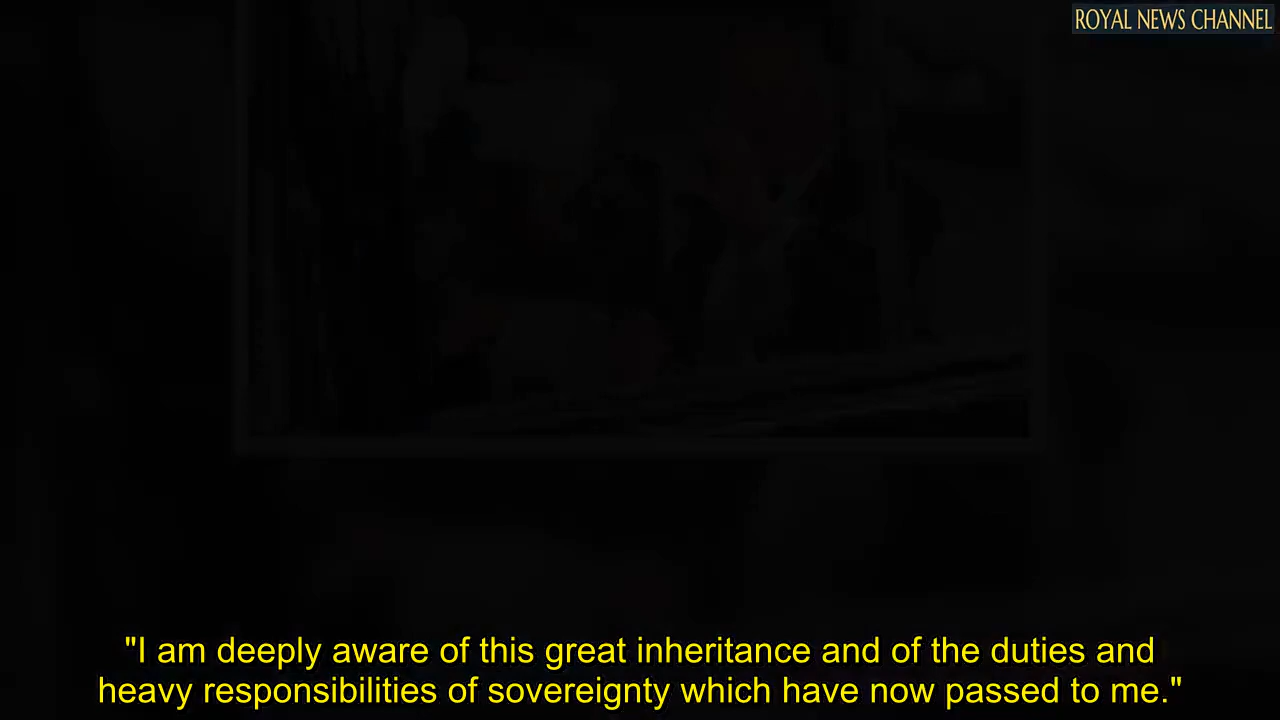 ROYAL NEWS CHANNEL
"I am deeply aware of this great inheritance and of the duties and
heavy responsibilities of sovereignty which have now passed to me."